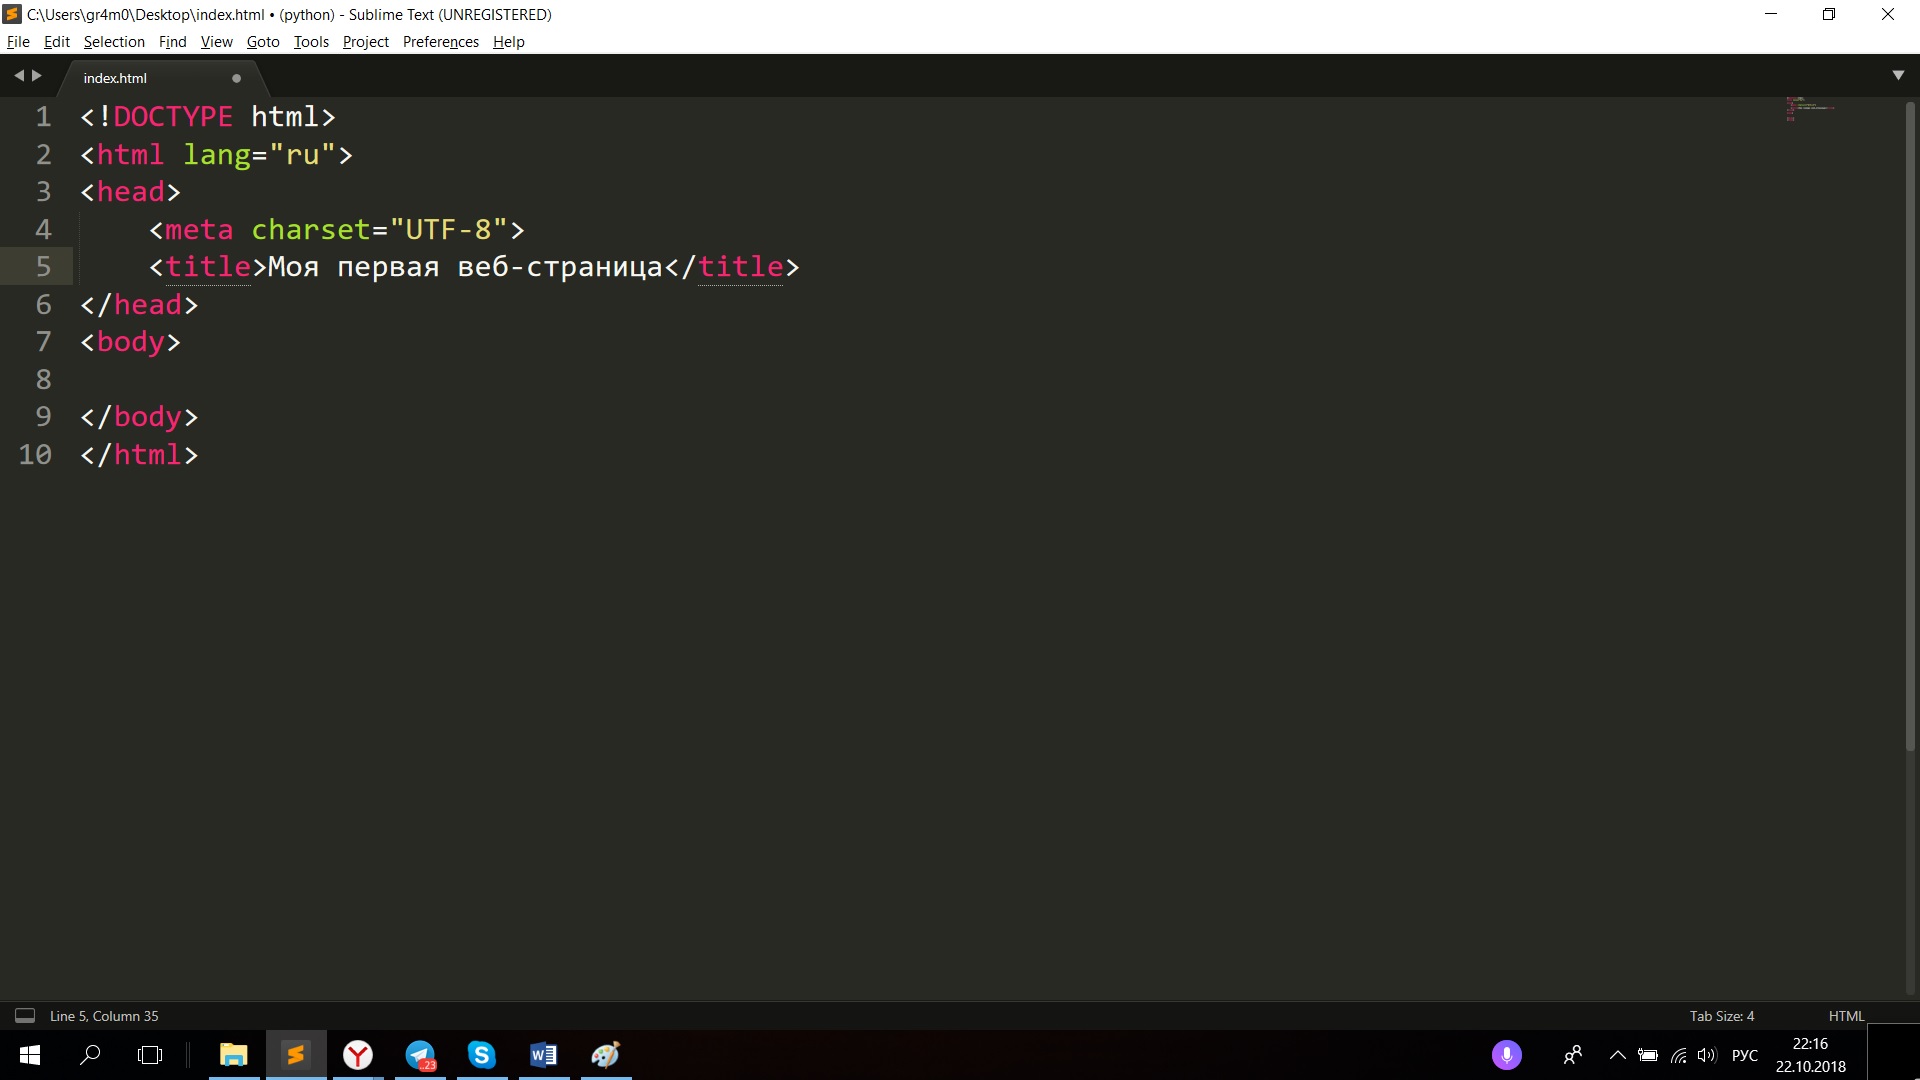 C:\Users\gr4m0\Desktop\index.html • (python) - Sublime Text (UNREGISTERED)
File Edit Selection Find View Goto Tools Project Preferences Help
index.html
1 <!DOCTYPE html>
2 <html lang="ru">
3 <head>
4 <meta charset="UTF-8">
5 <title>Моя первая веб-страница</title>
6 </head>
7 <body>
8
9 </body>
10 </html>
Line 5, Column 35 Tab Size: 4 HTML
..23
РУС
22:16
22.10.2018